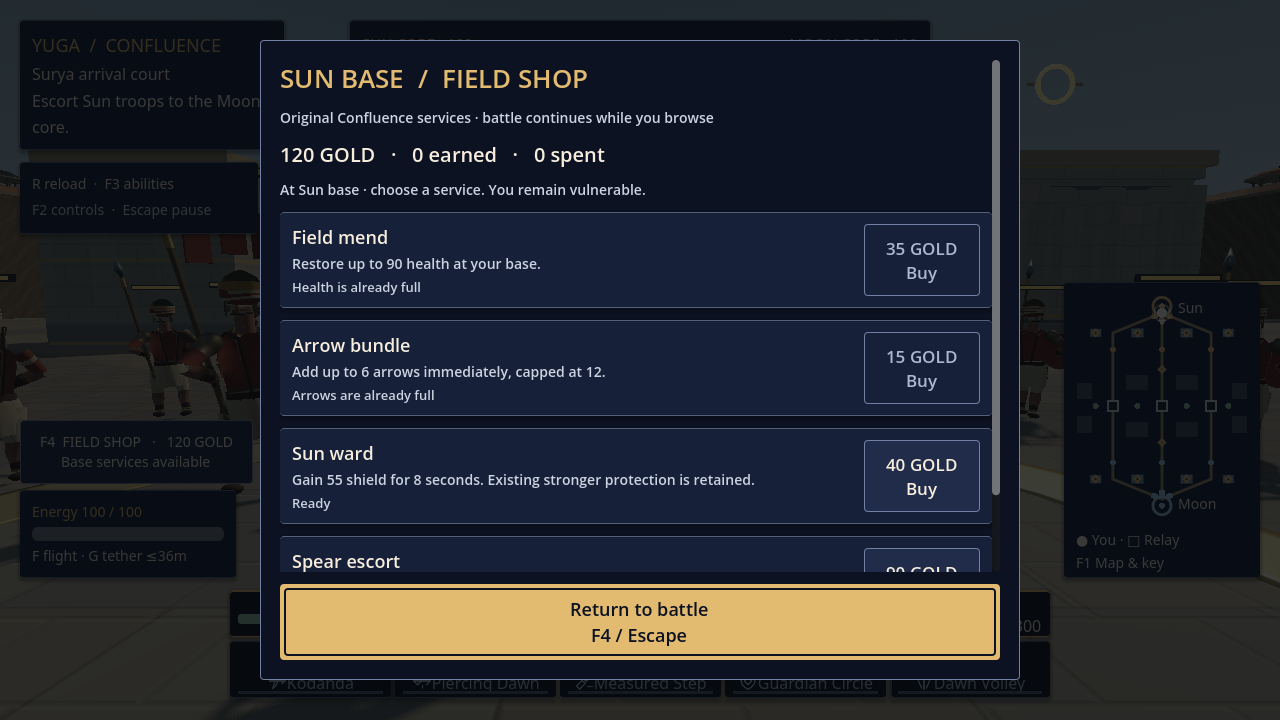 YUGA / CONFLUENCE
Surya arrival court
Escort Sun troops to the Moon
core.
R reload · F3 abilities
F2 controls · Escape pause
SUN BASE / FIELD SHOP
Original Confluence services · battle continues while you browse
120 GOLD · 0 earned · 0 spent
At Sun base · choose a service. You remain vulnerable.
Field mend
Restore up to 90 health at your base.
Health is already full
35 GOLD
Buy
Arrow bundle
Add up to 6 arrows immediately, capped at 12.
Arrows are already full
15 GOLD
Buy
Sun ward
Gain 55 shield for 8 seconds. Existing stronger protection is retained.
Ready
40 GOLD
Buy
Spear escort
90 GOLD
Return to battle
F4 / Escape
F4 FIELD SHOP · 120 GOLD
Base services available
Energy 100 / 100
F flight · G tether ≤36m
Sun
Moon
● You · □ Relay
F1 Map & key
Kodanda
Piercing Dawn
Measured Step
Guardian Circle
Dawn Volley